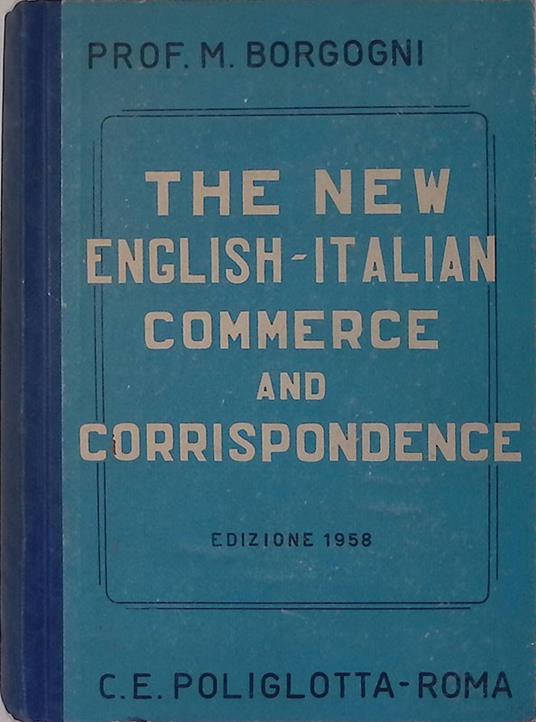 PROF. M. BORGOGNI
THE NEW
ENGLISH-ITALIAN
COMMERCE
AND
CORRISPONDENCE
EDIZIONE 1958
C.E. POLIGLOTTA-ROMA